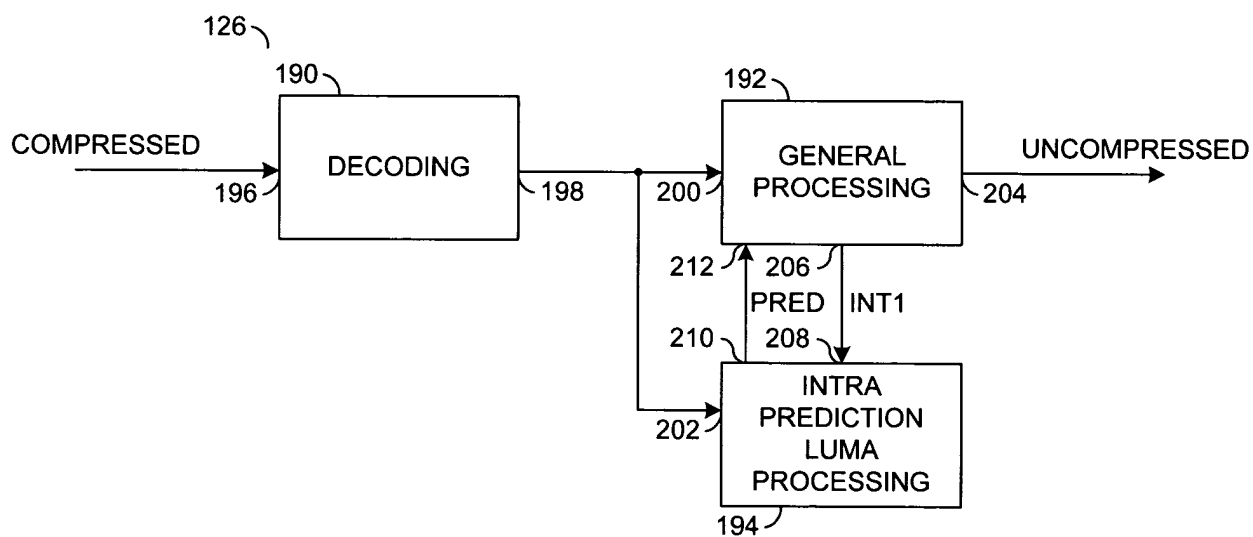 126
190
192
COMPRESSED
DECODING
GENERAL
PROCESSING
UNCOMPRESSED
196
198
200
204
212
206
PRED
INT1
210
208
INTRA
PREDICTION
LUMA
PROCESSING
202
194